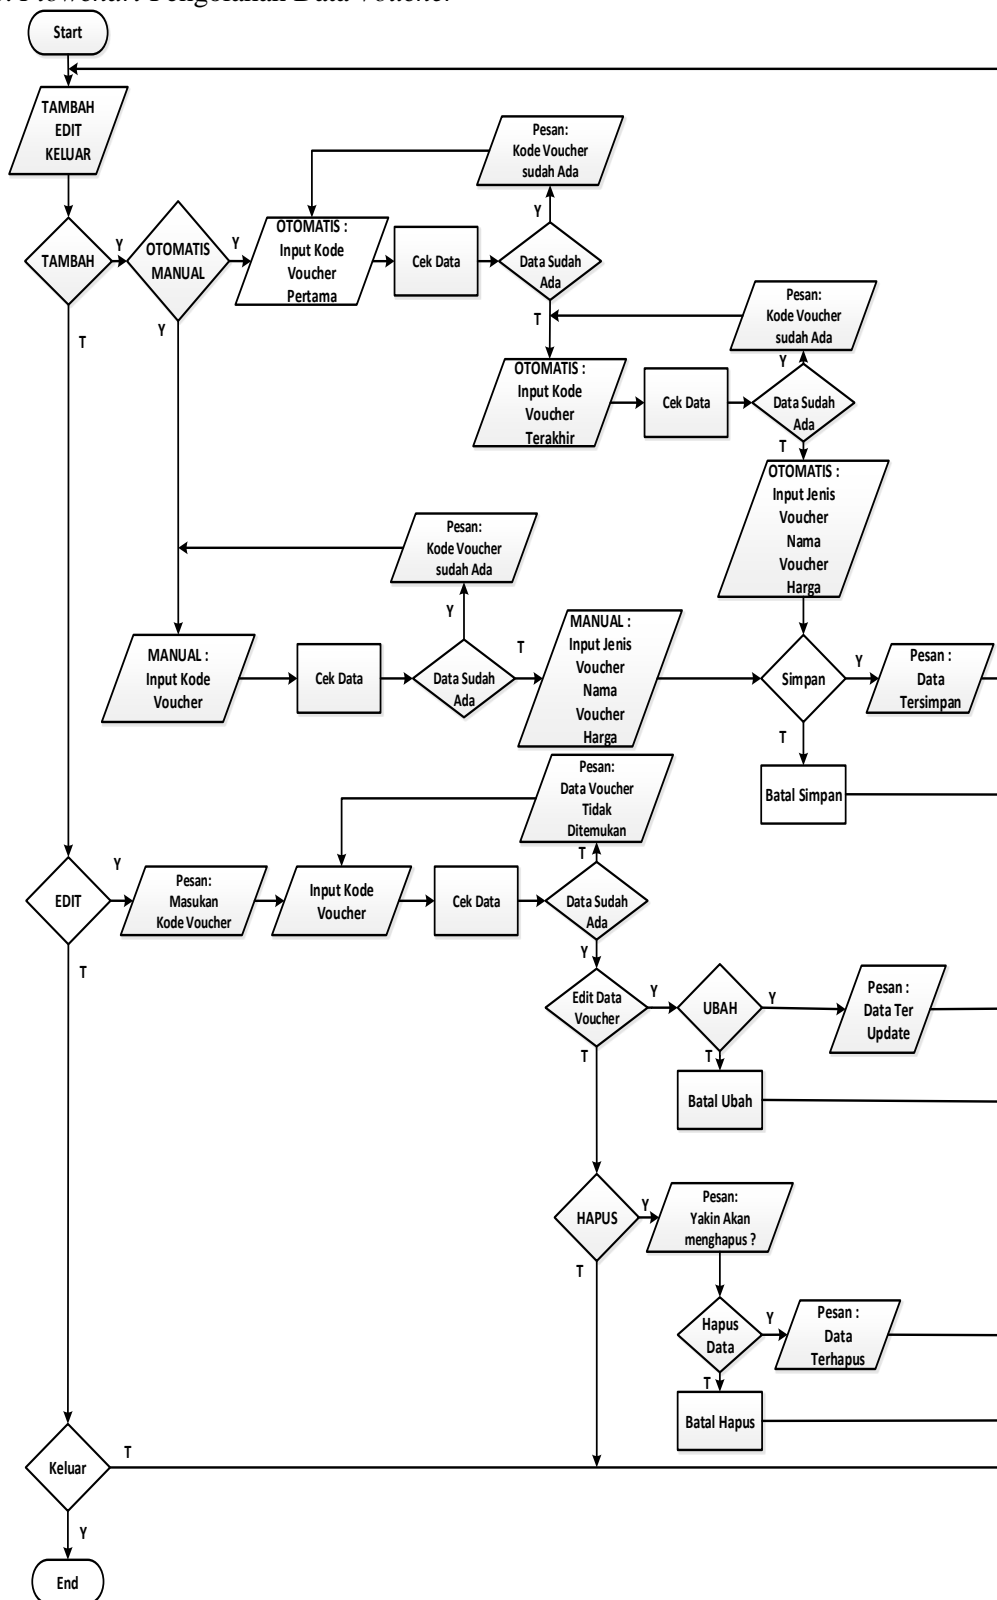 Flowchart Pengolahan Data Voucher
Start
TAMBAH
EDIT
KELUAR
TAMBAH
Y
OTOMATIS
MANUAL
Y
OTOMATIS :
Input Kode
Voucher
Pertama
Cek Data
Data Sudah
Ada
Y
Pesan:
Kode Voucher
sudah Ada
T
OTOMATIS :
Input Kode
Voucher
Terakhir
Cek Data
Data Sudah
Ada
Y
Pesan:
Kode Voucher
sudah Ada
T
OTOMATIS :
Input Jenis
Voucher
Nama
Voucher
Harga
Y
T
MANUAL :
Input Kode
Voucher
Cek Data
Data Sudah
Ada
Y
Pesan:
Kode Voucher
sudah Ada
T
MANUAL :
Input Jenis
Voucher
Nama
Voucher
Harga
Simpan
Y
Pesan :
Data
Tersimpan
T
Batal Simpan
EDIT
Y
Pesan:
Masukan
Kode Voucher
Input Kode
Voucher
Cek Data
Data Sudah
Ada
T
Pesan:
Data Voucher
Tidak
Ditemukan
Y
Edit Data
Voucher
Y
UBAH
Y
Pesan :
Data Ter
Update
T
Batal Ubah
T
T
HAPUS
Y
Pesan:
Yakin Akan
menghapus ?
T
Hapus
Data
Y
Pesan :
Data
Terhapus
T
Batal Hapus
Keluar
T
Y
End